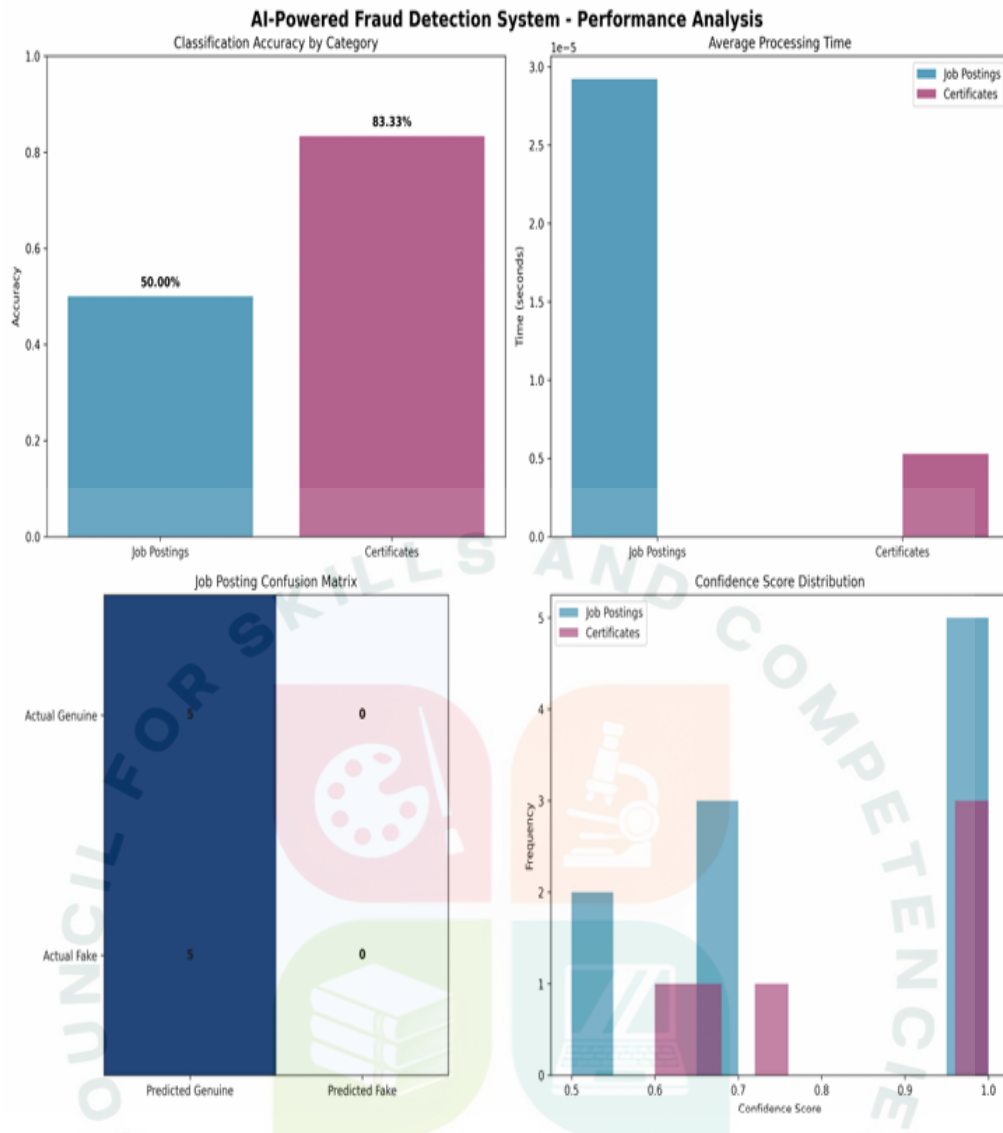 AI-Powered Fraud Detection System - Performance Analysis
Classification Accuracy by Category
1.0
0.8
0.6
0.4
0.2
0.0
Accuracy
83.33%
50.00%
Job Postings
Certificates
Average Processing Time
1e−5
3.0
2.5
2.0
1.5
1.0
0.5
0.0
Time (seconds)
Job Postings
Certificates
Job Postings
Certificates
Job Posting Confusion Matrix
Actual Genuine
5
0
Actual Fake
5
0
Predicted Genuine
Predicted Fake
Confidence Score Distribution
Job Postings
Certificates
5
4
3
2
1
0
Frequency
0.5
0.6
0.7
0.8
0.9
1.0
Confidence Score
OUNCIL FOR SKILLS AND COMPETENCE